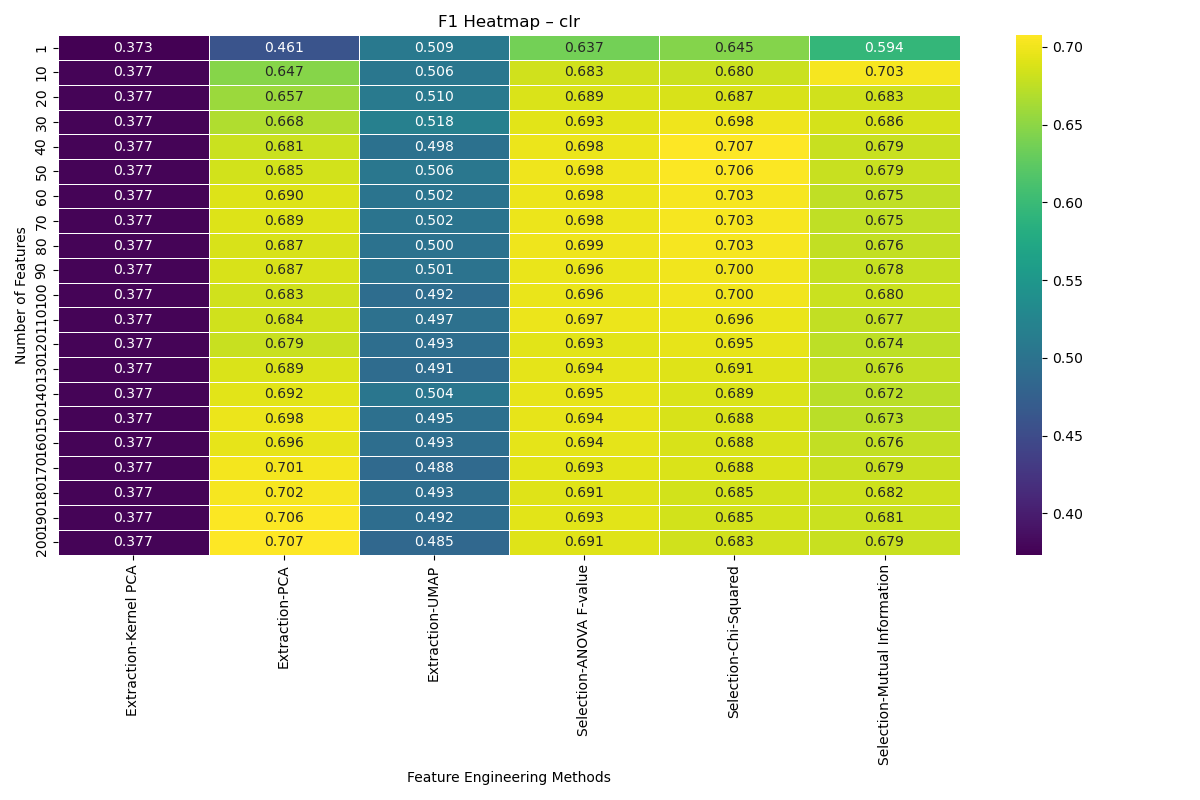 F1 Heatmap – clr
1 0.373 0.461 0.509 0.637 0.645 0.594
10 0.377 0.647 0.506 0.683 0.680 0.703
20 0.377 0.657 0.510 0.689 0.687 0.683
30 0.377 0.668 0.518 0.693 0.698 0.686
40 0.377 0.681 0.498 0.698 0.707 0.679
50 0.377 0.685 0.506 0.698 0.706 0.679
60 0.377 0.690 0.502 0.698 0.703 0.675
70 0.377 0.689 0.502 0.698 0.703 0.675
80 0.377 0.687 0.500 0.699 0.703 0.676
90 0.377 0.687 0.501 0.696 0.700 0.678
100 0.377 0.683 0.492 0.696 0.700 0.680
110 0.377 0.684 0.497 0.697 0.696 0.677
120 0.377 0.679 0.493 0.693 0.695 0.674
130 0.377 0.689 0.491 0.694 0.691 0.676
140 0.377 0.692 0.504 0.695 0.689 0.672
150 0.377 0.698 0.495 0.694 0.688 0.673
160 0.377 0.696 0.493 0.694 0.688 0.676
170 0.377 0.701 0.488 0.693 0.688 0.679
180 0.377 0.702 0.493 0.691 0.685 0.682
190 0.377 0.706 0.492 0.693 0.685 0.681
200 0.377 0.707 0.485 0.691 0.683 0.679
Number of Features
Extraction-Kernel PCA
Extraction-PCA
Extraction-UMAP
Selection-ANOVA F-value
Selection-Chi-Squared
Selection-Mutual Information
Feature Engineering Methods
0.70
0.65
0.60
0.55
0.50
0.45
0.40